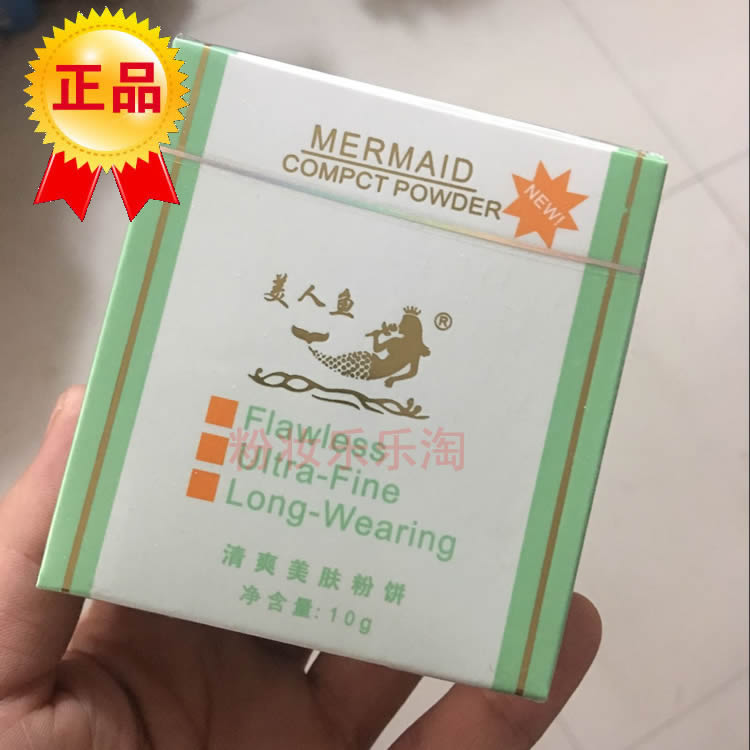 正品
MERMAID
COMPCT POWDER
NEW!
美人鱼®
Flawless
粉妆乐乐淘
Ultra-Fine
Long-Wearing
清爽美肤粉饼
净含量:10g